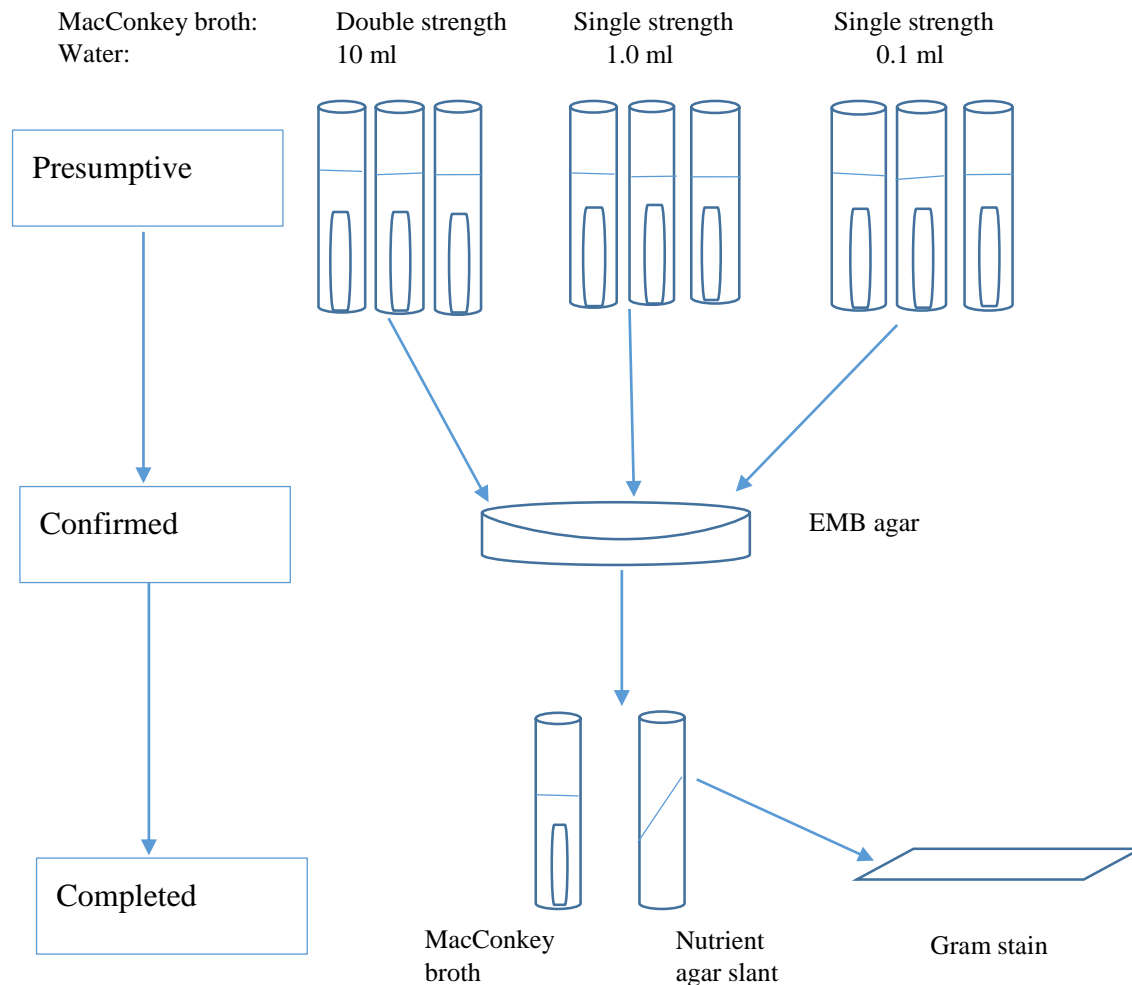 MacConkey broth: Double strength Single strength Single strength
Water: 10 ml 1.0 ml 0.1 ml
Presumptive
Confirmed
EMB agar
Completed
MacConkey
broth
Nutrient
agar slant
Gram stain